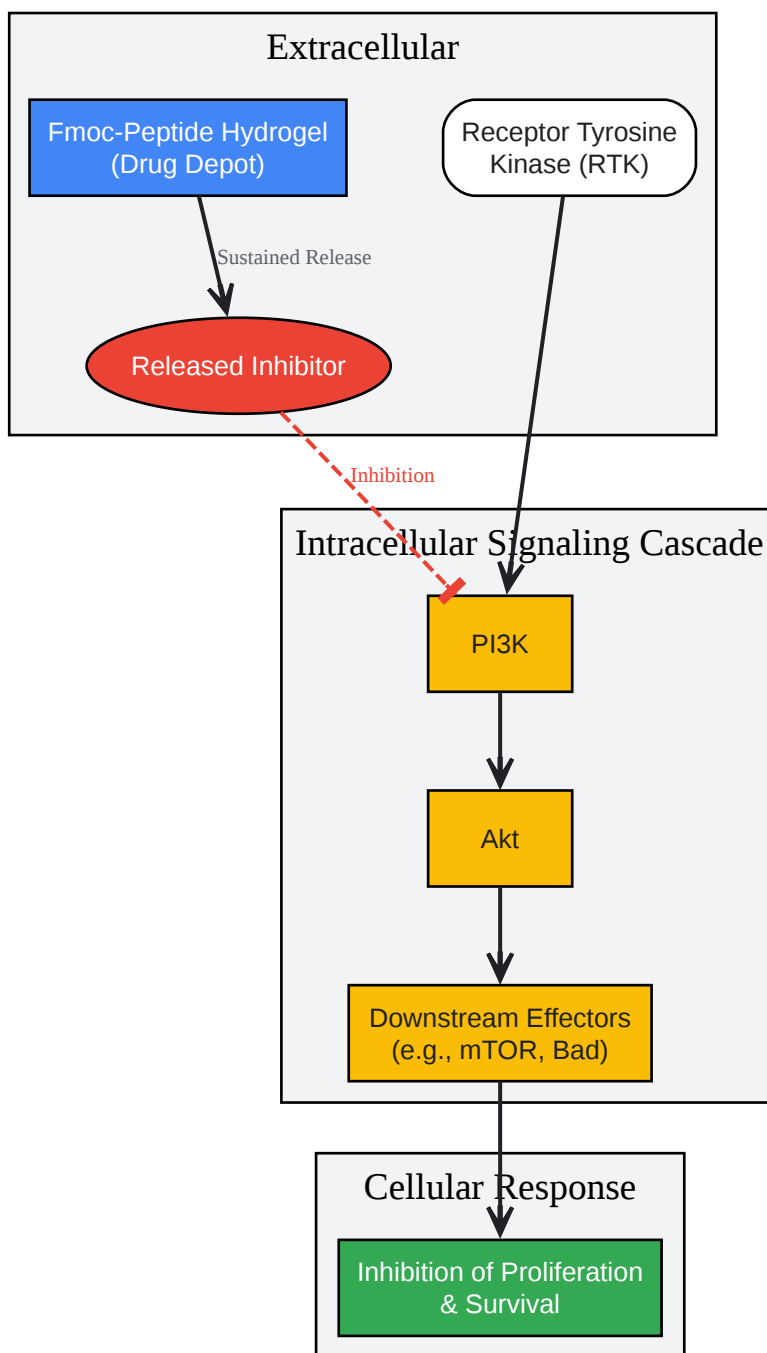 Extracellular
Fmoc-Peptide Hydrogel
(Drug Depot)
Receptor Tyrosine
Kinase (RTK)
Sustained Release
Released Inhibitor
Inhibition
Intracellular Signaling Cascade
PI3K
Akt
Downstream Effectors
(e.g., mTOR, Bad)
Cellular Response
Inhibition of Proliferation
& Survival